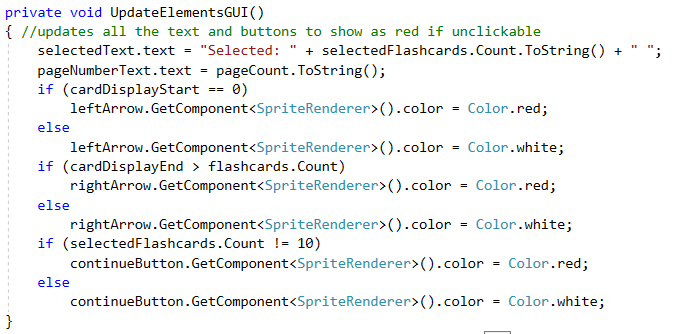 private void UpdateElementsGUI()
{ //updates all the text and buttons to show as red if unclickable
    selectedText.text = "Selected: " + selectedFlashcards.Count.ToString() + " ";
    pageNumberText.text = pageCount.ToString();
    if (cardDisplayStart == 0)
        leftArrow.GetComponent<SpriteRenderer>().color = Color.red;
    else
        leftArrow.GetComponent<SpriteRenderer>().color = Color.white;
    if (cardDisplayEnd > flashcards.Count)
        rightArrow.GetComponent<SpriteRenderer>().color = Color.red;
    else
        rightArrow.GetComponent<SpriteRenderer>().color = Color.white;
    if (selectedFlashcards.Count != 10)
        continueButton.GetComponent<SpriteRenderer>().color = Color.red;
    else
        continueButton.GetComponent<SpriteRenderer>().color = Color.white;
}